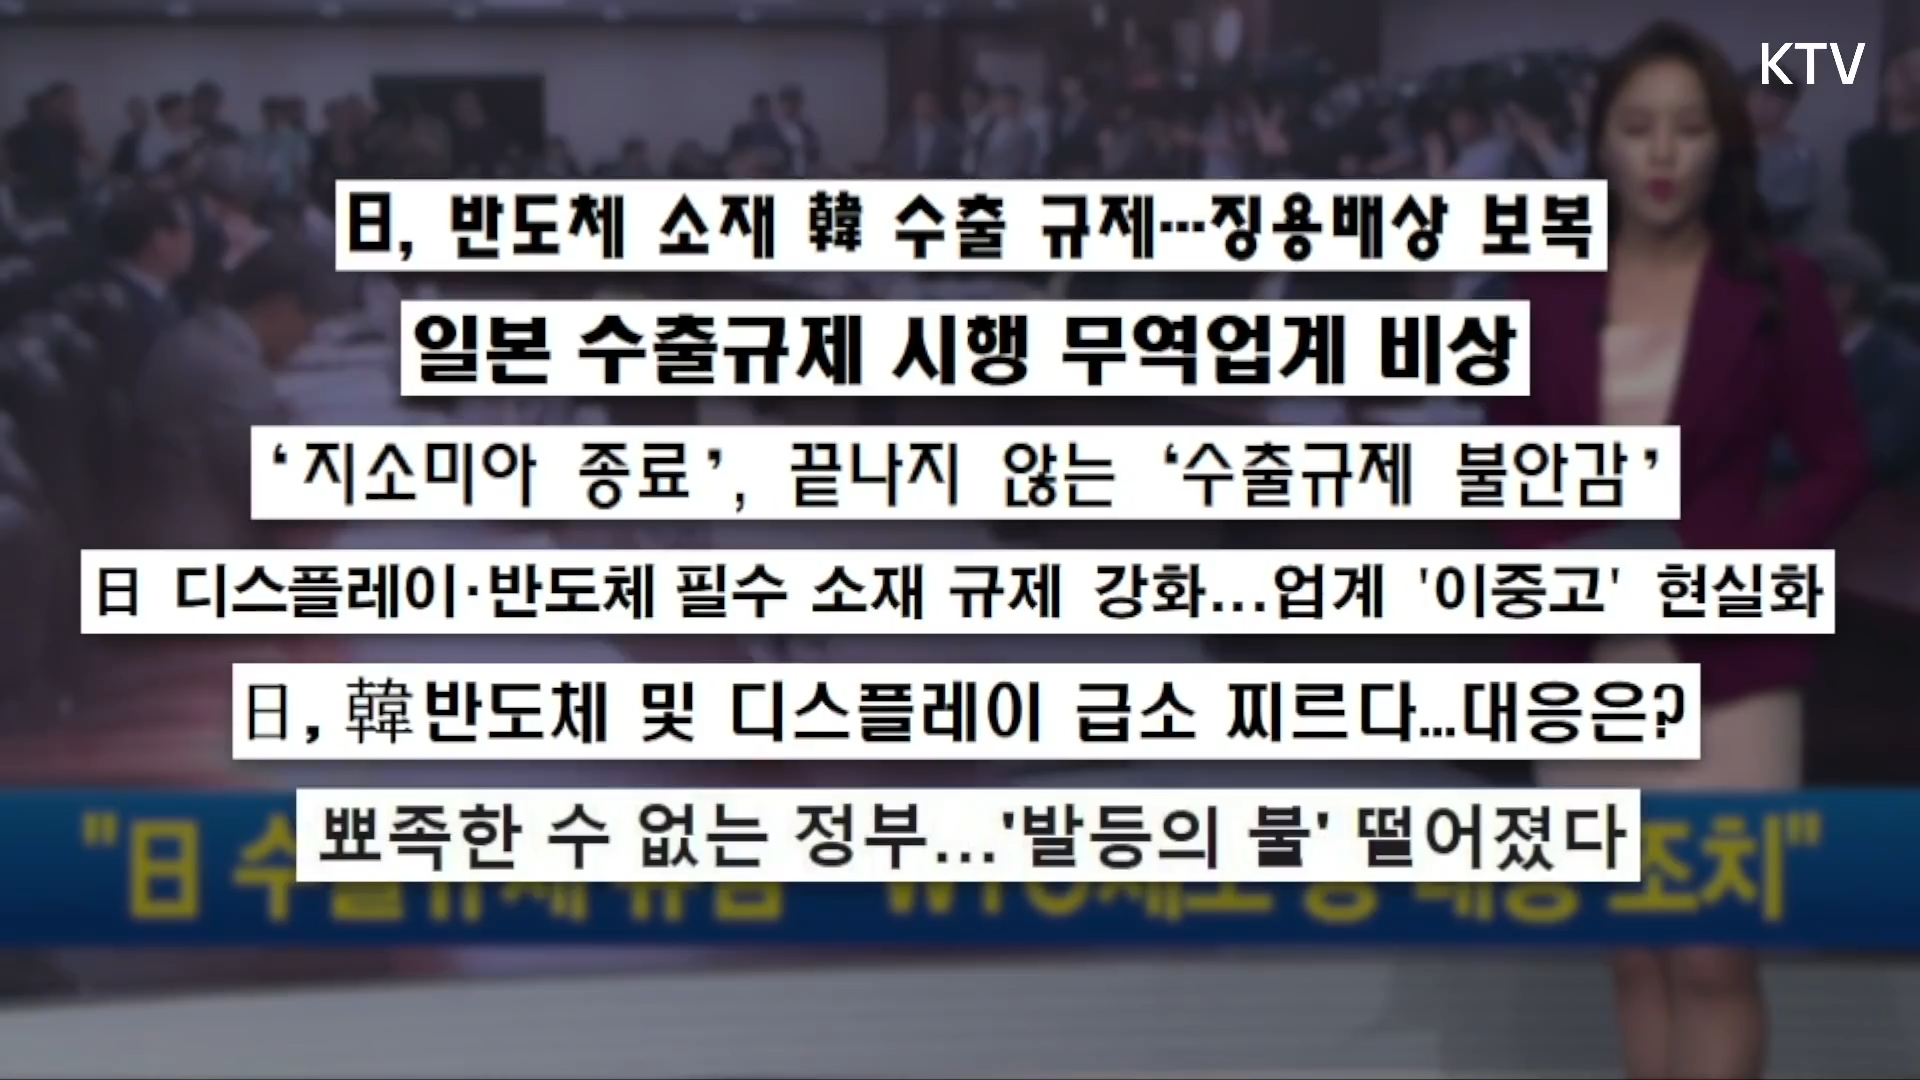 KTV
日, 반도체 소재 韓 수출 규제…징용배상 보복
일본 수출규제 시행 무역업계 비상
‘지소미아 종료’, 끝나지 않는 ‘수출규제 불안감’
日 디스플레이·반도체 필수 소재 규제 강화...업계 '이중고' 현실화
日, 韓반도체 및 디스플레이 급소 찌르다...대응은?
뾰족한 수 없는 정부...'발등의 불' 떨어졌다
"日 조치"